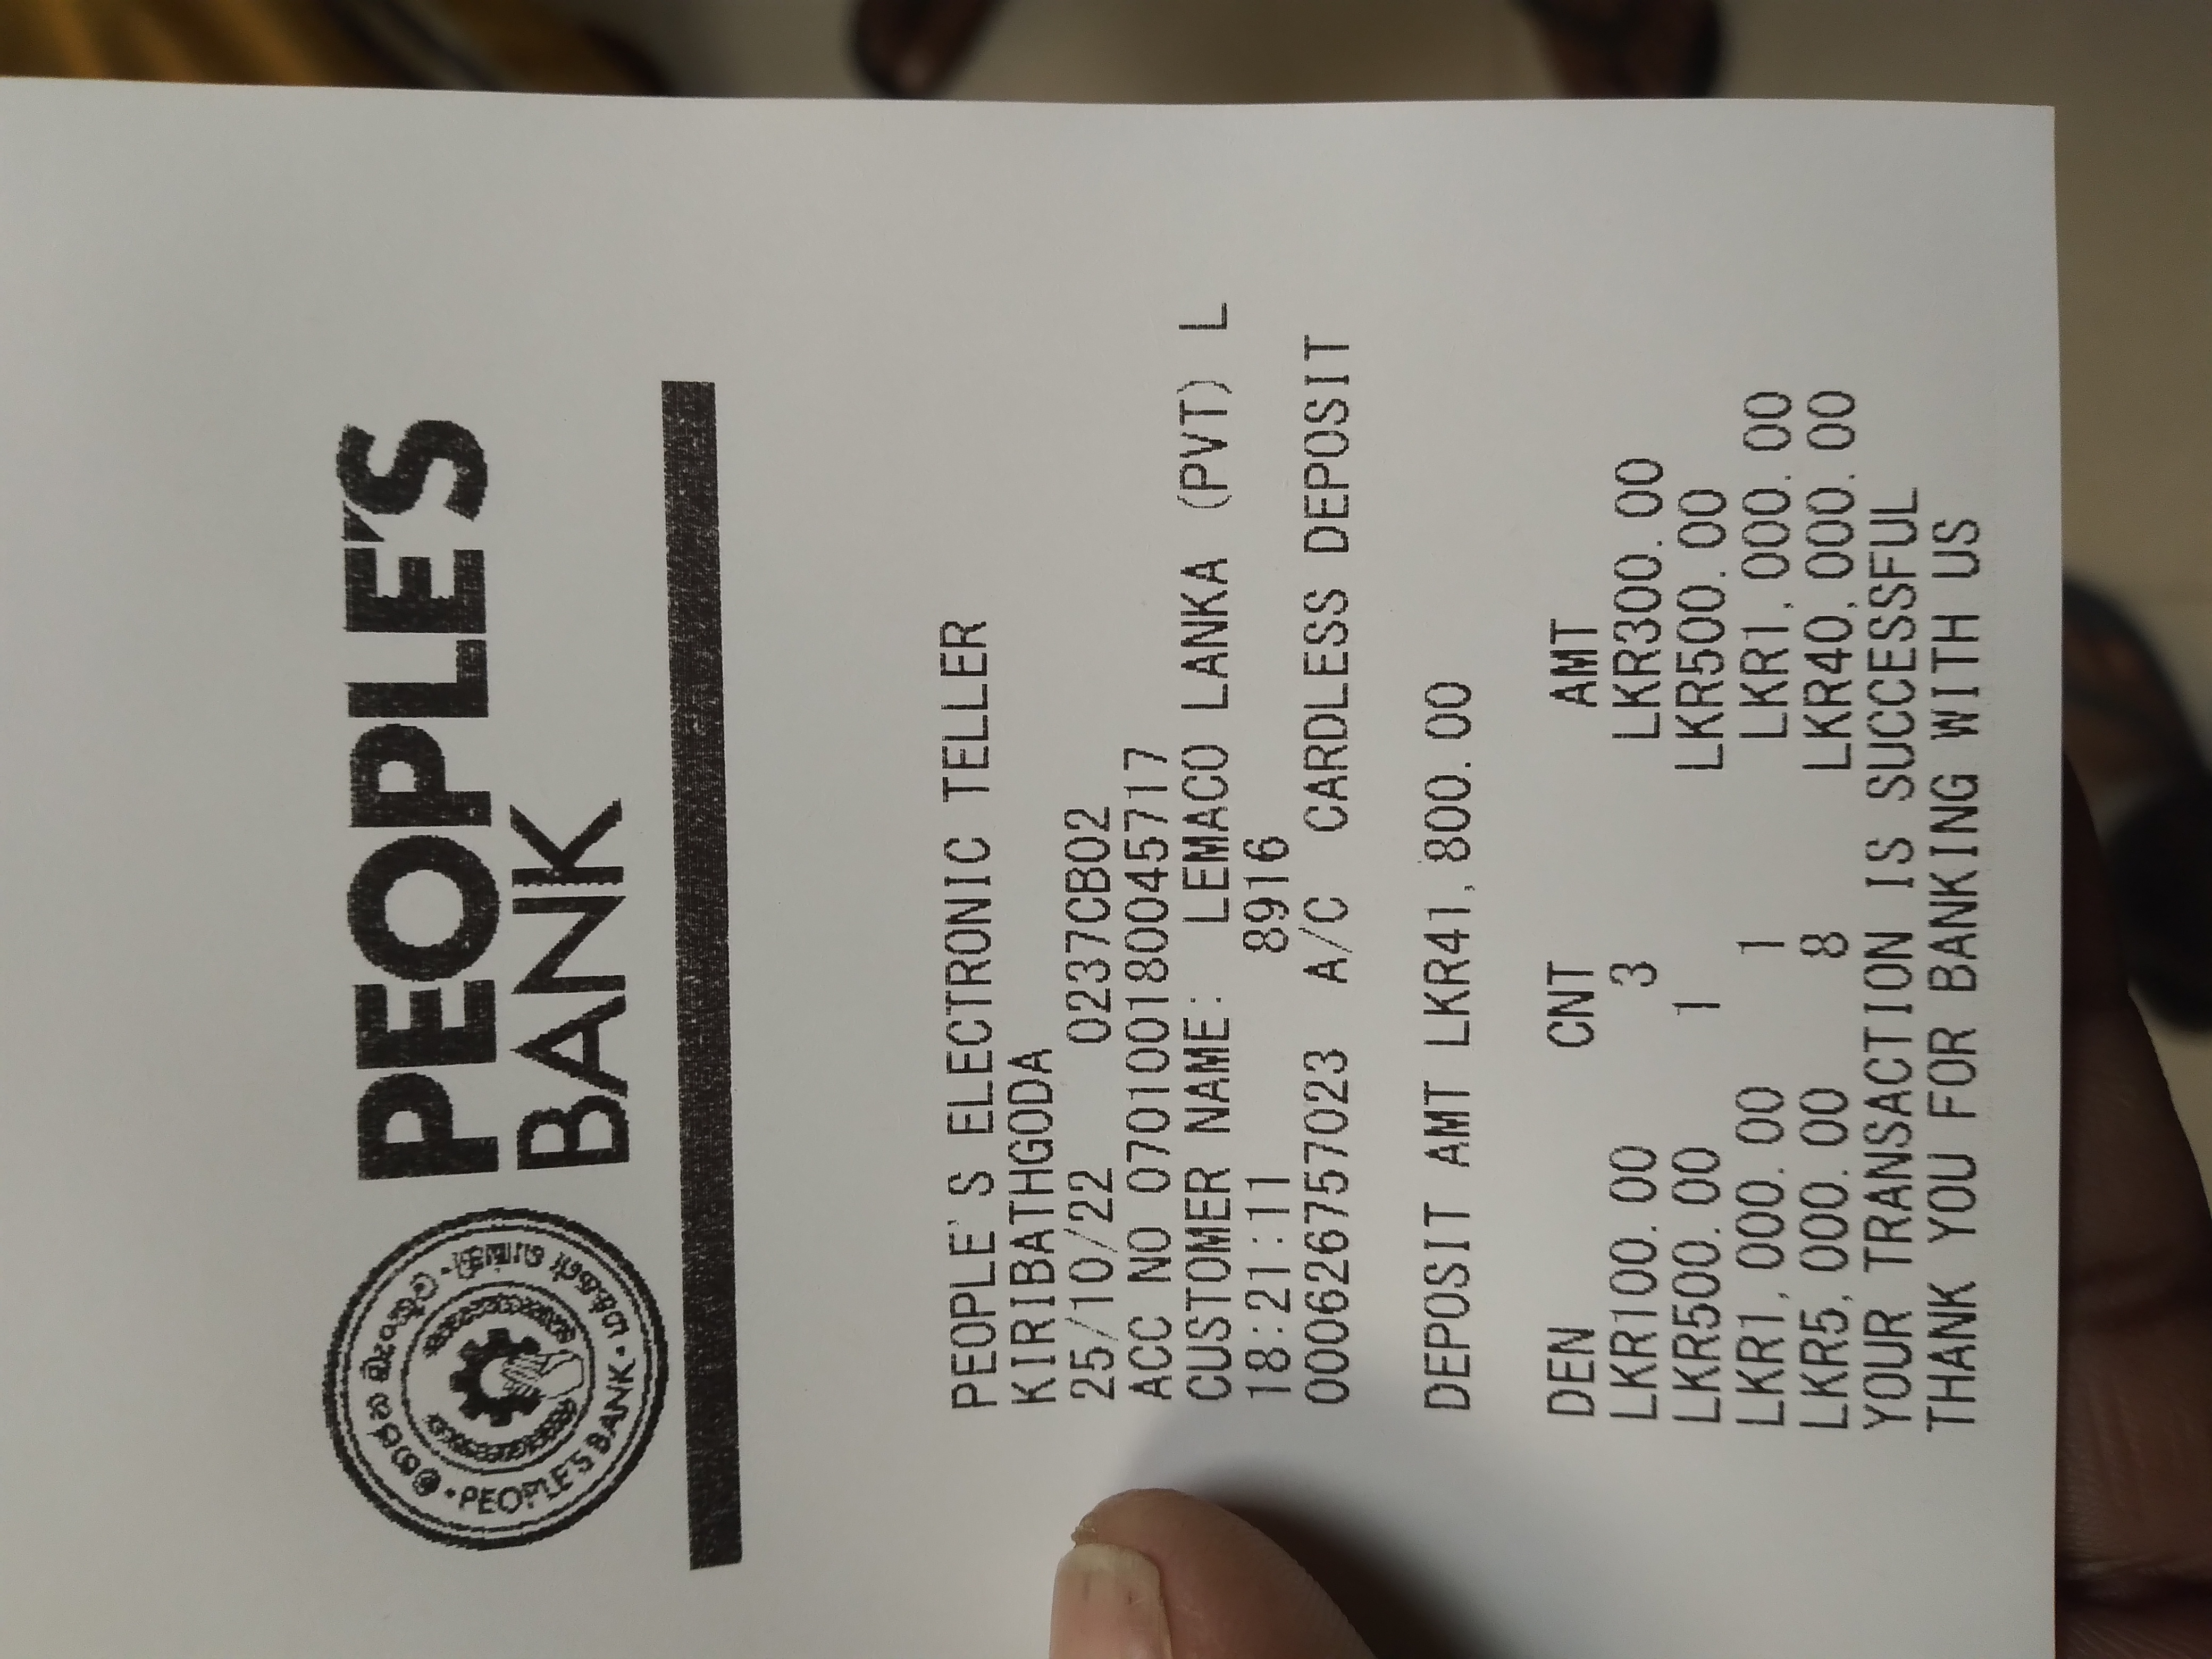 මහජන බැංකුව · மக்கள் வங்கி · PEOPLE'S BANK ·
PEOPLE'S
BANK
PEOPLE'S ELECTRONIC TELLER
KIRIBATHGODA
25/10/22 0237CB02
ACC NO 070100180045717
CUSTOMER NAME: LEMACO LANKA (PVT) L
18:21:11 8916
000626757023 A/C CARDLESS DEPOSIT
DEPOSIT AMT LKR41,800.00
DEN CNT AMT
LKR100.00 3 LKR300.00
LKR500.00 1 LKR500.00
LKR1,000.00 1 LKR1,000.00
LKR5,000.00 8 LKR40,000.00
YOUR TRANSACTION IS SUCCESSFUL
THANK YOU FOR BANKING WITH US